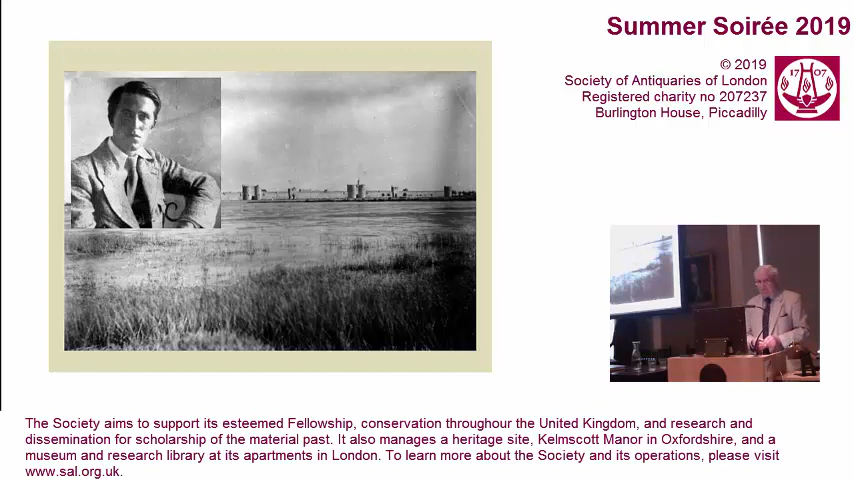 Summer Soirée 2019
© 2019
Society of Antiquaries of London
Registered charity no 207237
Burlington House, Piccadilly
1707
The Society aims to support its esteemed Fellowship, conservation throughour the United Kingdom, and research and
dissemination for scholarship of the material past. It also manages a heritage site, Kelmscott Manor in Oxfordshire, and a
museum and research library at its apartments in London. To learn more about the Society and its operations, please visit
www.sal.org.uk.